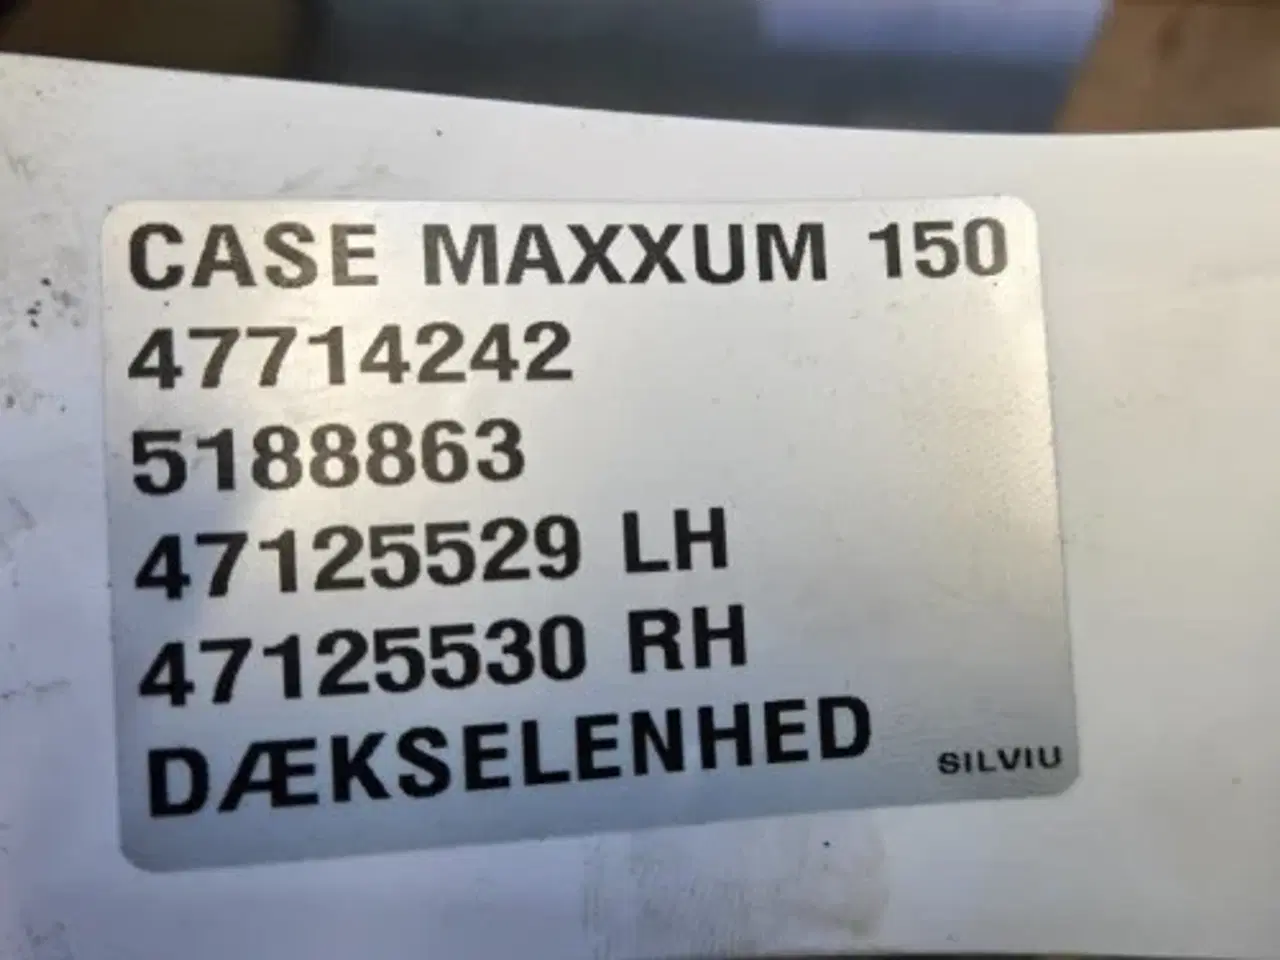 CASE MAXXUM 150
47714242
5188863
47125529 LH
47125530 RH
DÆKSELENHED
SILVIU